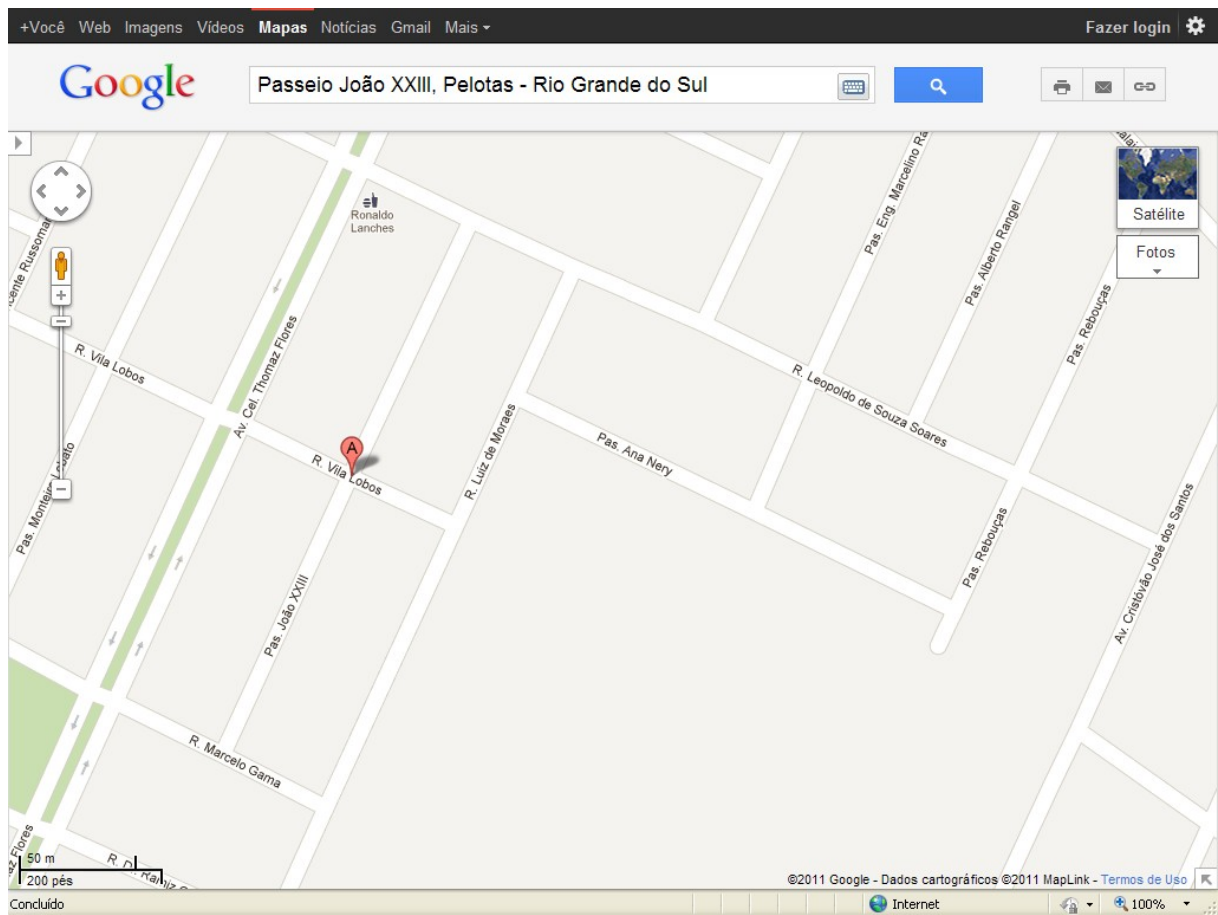 +Você Web Imagens Vídeos Mapas Notícias Gmail Mais
Fazer login
Google
Passeio João XXIII, Pelotas - Rio Grande do Sul
Satélite
Fotos
Ronaldo
Lanches
Pas. Eng. Marcelino
Pas. Alberto Rangel
Pas. Rebouças
Russoma
R. Vila Lobos
Av. Cel. Thomaz Flores
R. Leopoldo de Souza Soares
R. Luiz de Moraes
Pas. Ana Nery
A
R. Vila Lobos
Pas. Monteiro
Pas. João XXIII
Pas. Rebouças
Av. Cristóvão José dos Santos
R. Marcelo Gama
Flores
R. Dr. Ramiz
50 m
200 pés
©2011 Google - Dados cartográficos ©2011 MapLink - Termos de Uso
Concluído
Internet
100%